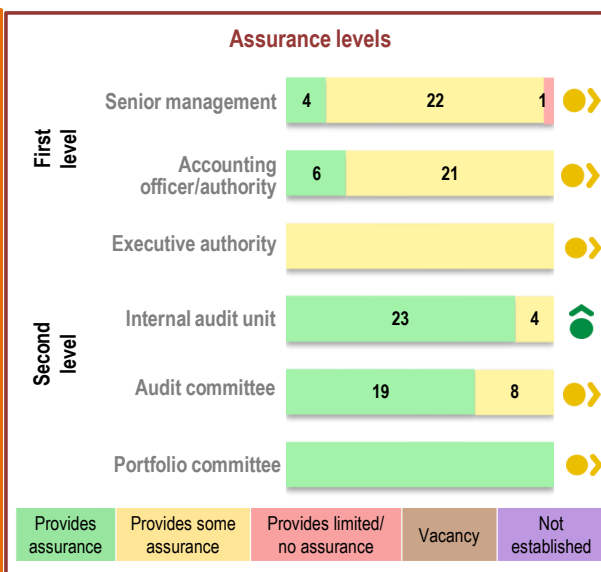 Assurance levels
First
level
Senior management
4
22
1
Accounting
officer/authority
6
21
Executive authority
Second
level
Internal audit unit
23
4
Audit committee
19
8
Portfolio committee
Provides
assurance
Provides some
assurance
Provides limited/
no assurance
Vacancy
Not
established